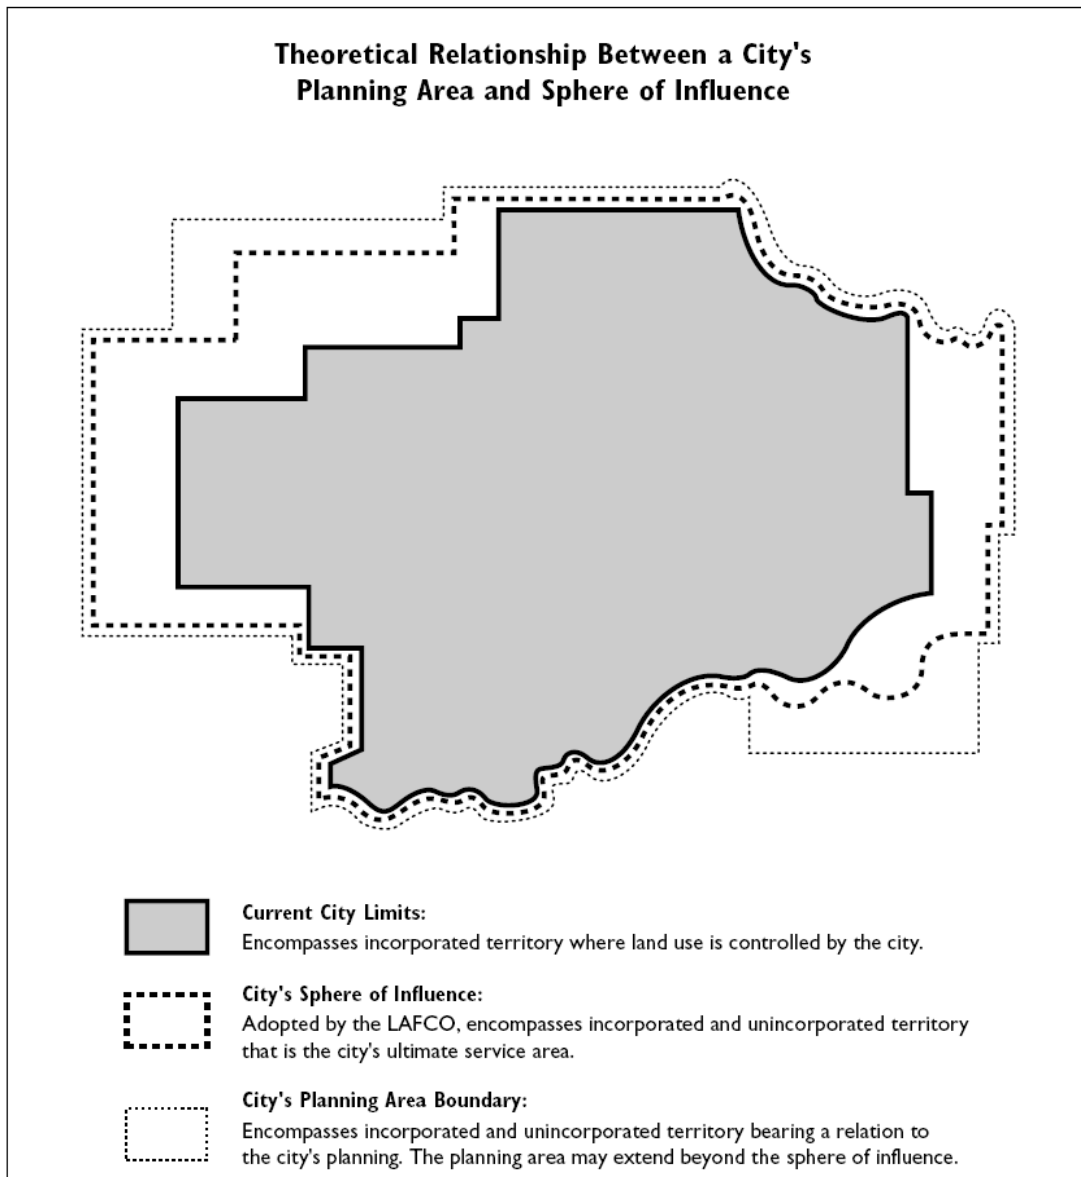 Theoretical Relationship Between a City's
Planning Area and Sphere of Influence
Current City Limits:
Encompasses incorporated territory where land use is controlled by the city.
City's Sphere of Influence:
Adopted by the LAFCO, encompasses incorporated and unincorporated territory
that is the city's ultimate service area.
City's Planning Area Boundary:
Encompasses incorporated and unincorporated territory bearing a relation to
the city's planning. The planning area may extend beyond the sphere of influence.